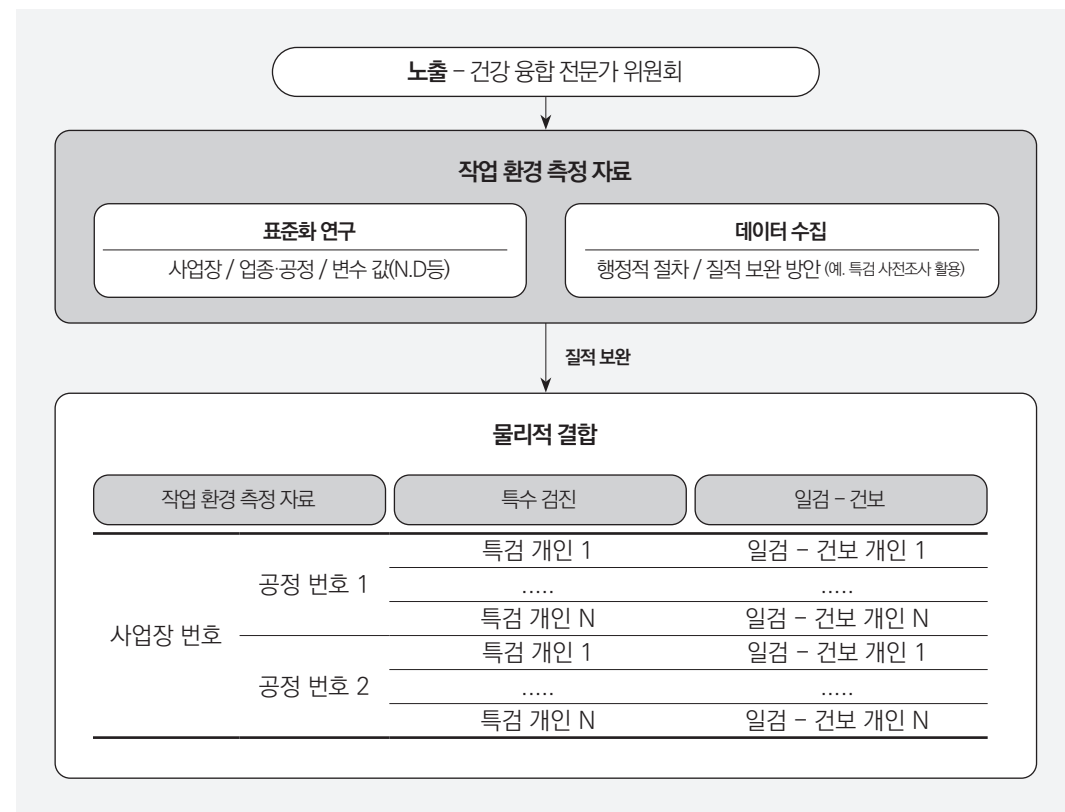 노출 – 건강 융합 전문가 위원회
작업 환경 측정 자료
표준화 연구
사업장 / 업종·공정 / 변수 값(N.D등)
데이터 수집
행정적 절차 / 질적 보완 방안 (예. 특검 사전조사 활용)
질적 보완
물리적 결합
작업 환경 측정 자료 특수 검진 일검 – 건보
사업장 번호
공정 번호 1
특검 개인 1 일검 – 건보 개인 1
..... .....
특검 개인 N 일검 – 건보 개인 N
공정 번호 2
특검 개인 1 일검 – 건보 개인 1
..... .....
특검 개인 N 일검 – 건보 개인 N